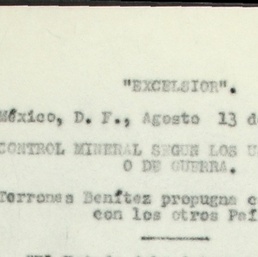 "EXCELSIOR".
México, D. F., Agosto 13 d
CONTROL MINERAL SEGUN LOS U
O DE GUERRA.
Torrones Benítez propugna c
con los otros Paí